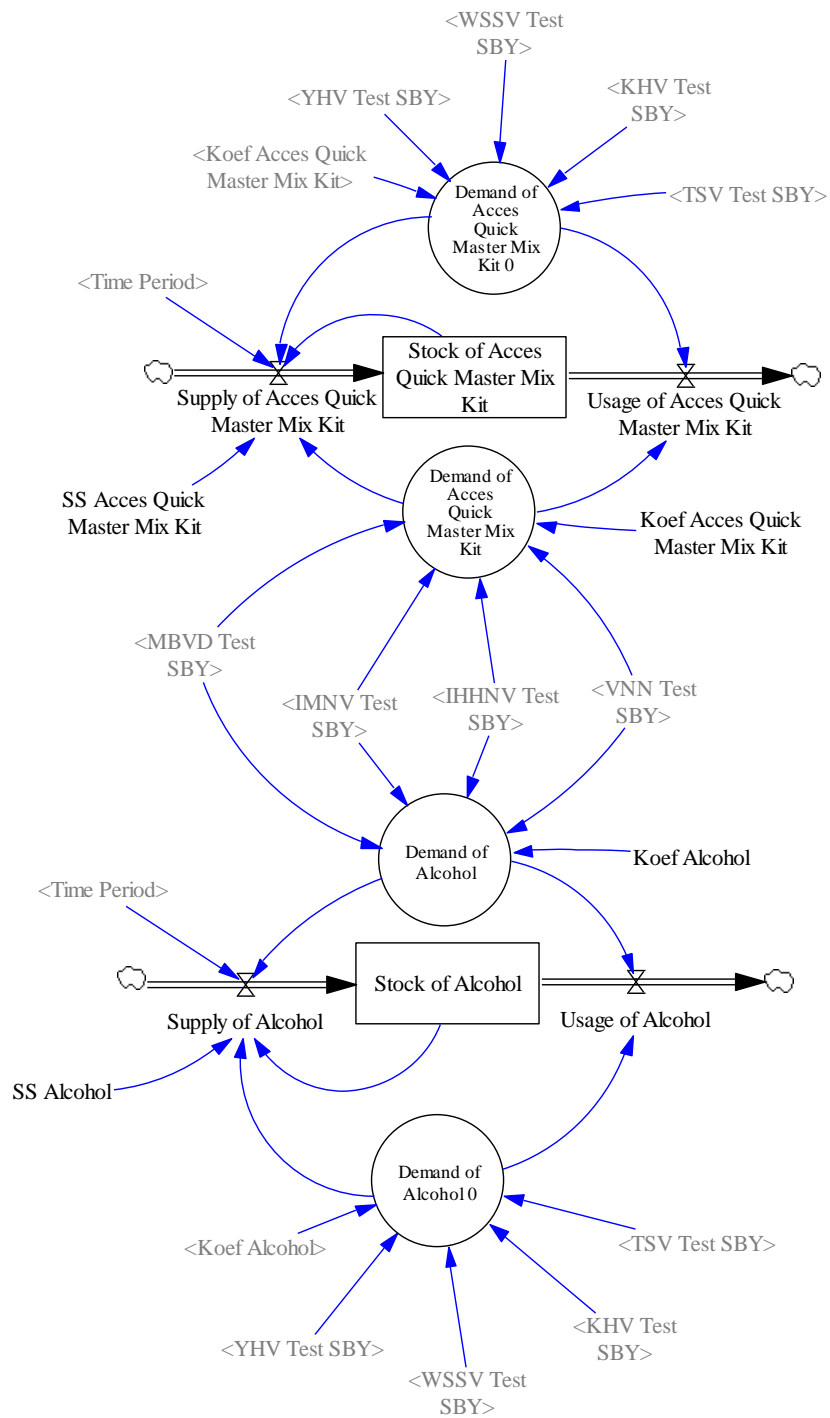 <WSSV Test
SBY>
<YHV Test SBY>
<KHV Test
SBY>
<Koef Acces Quick
Master Mix Kit>
Demand of
Acces
Quick
Master Mix
Kit 0
<TSV Test SBY>
<Time Period>
Stock of Acces
Quick Master Mix
Kit
Supply of Acces Quick
Master Mix Kit
Usage of Acces Quick
Master Mix Kit
SS Acces Quick
Master Mix Kit
Demand of
Acces
Quick
Master Mix
Kit
Koef Acces Quick
Master Mix Kit
<MBVD Test
SBY>
<IMNV Test
SBY>
<IHHNV Test
SBY>
<VNN Test
SBY>
Demand of
Alcohol
Koef Alcohol
<Time Period>
Stock of Alcohol
Supply of Alcohol
Usage of Alcohol
SS Alcohol
Demand of
Alcohol 0
<Koef Alcohol>
<TSV Test SBY>
<YHV Test SBY>
<KHV Test
SBY>
<WSSV Test
SBY>